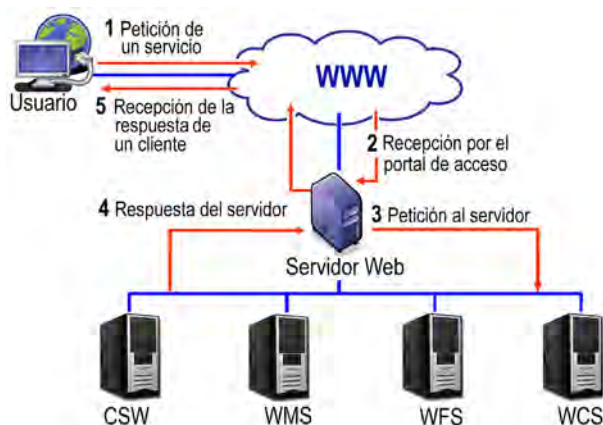 1 Petición de
un servicio
WWW
Usuario
5 Recepción de la
respuesta de
un cliente
2 Recepción por el
portal de acceso
4 Respuesta del servidor
3 Petición al servidor
Servidor Web
CSW
WMS
WFS
WCS